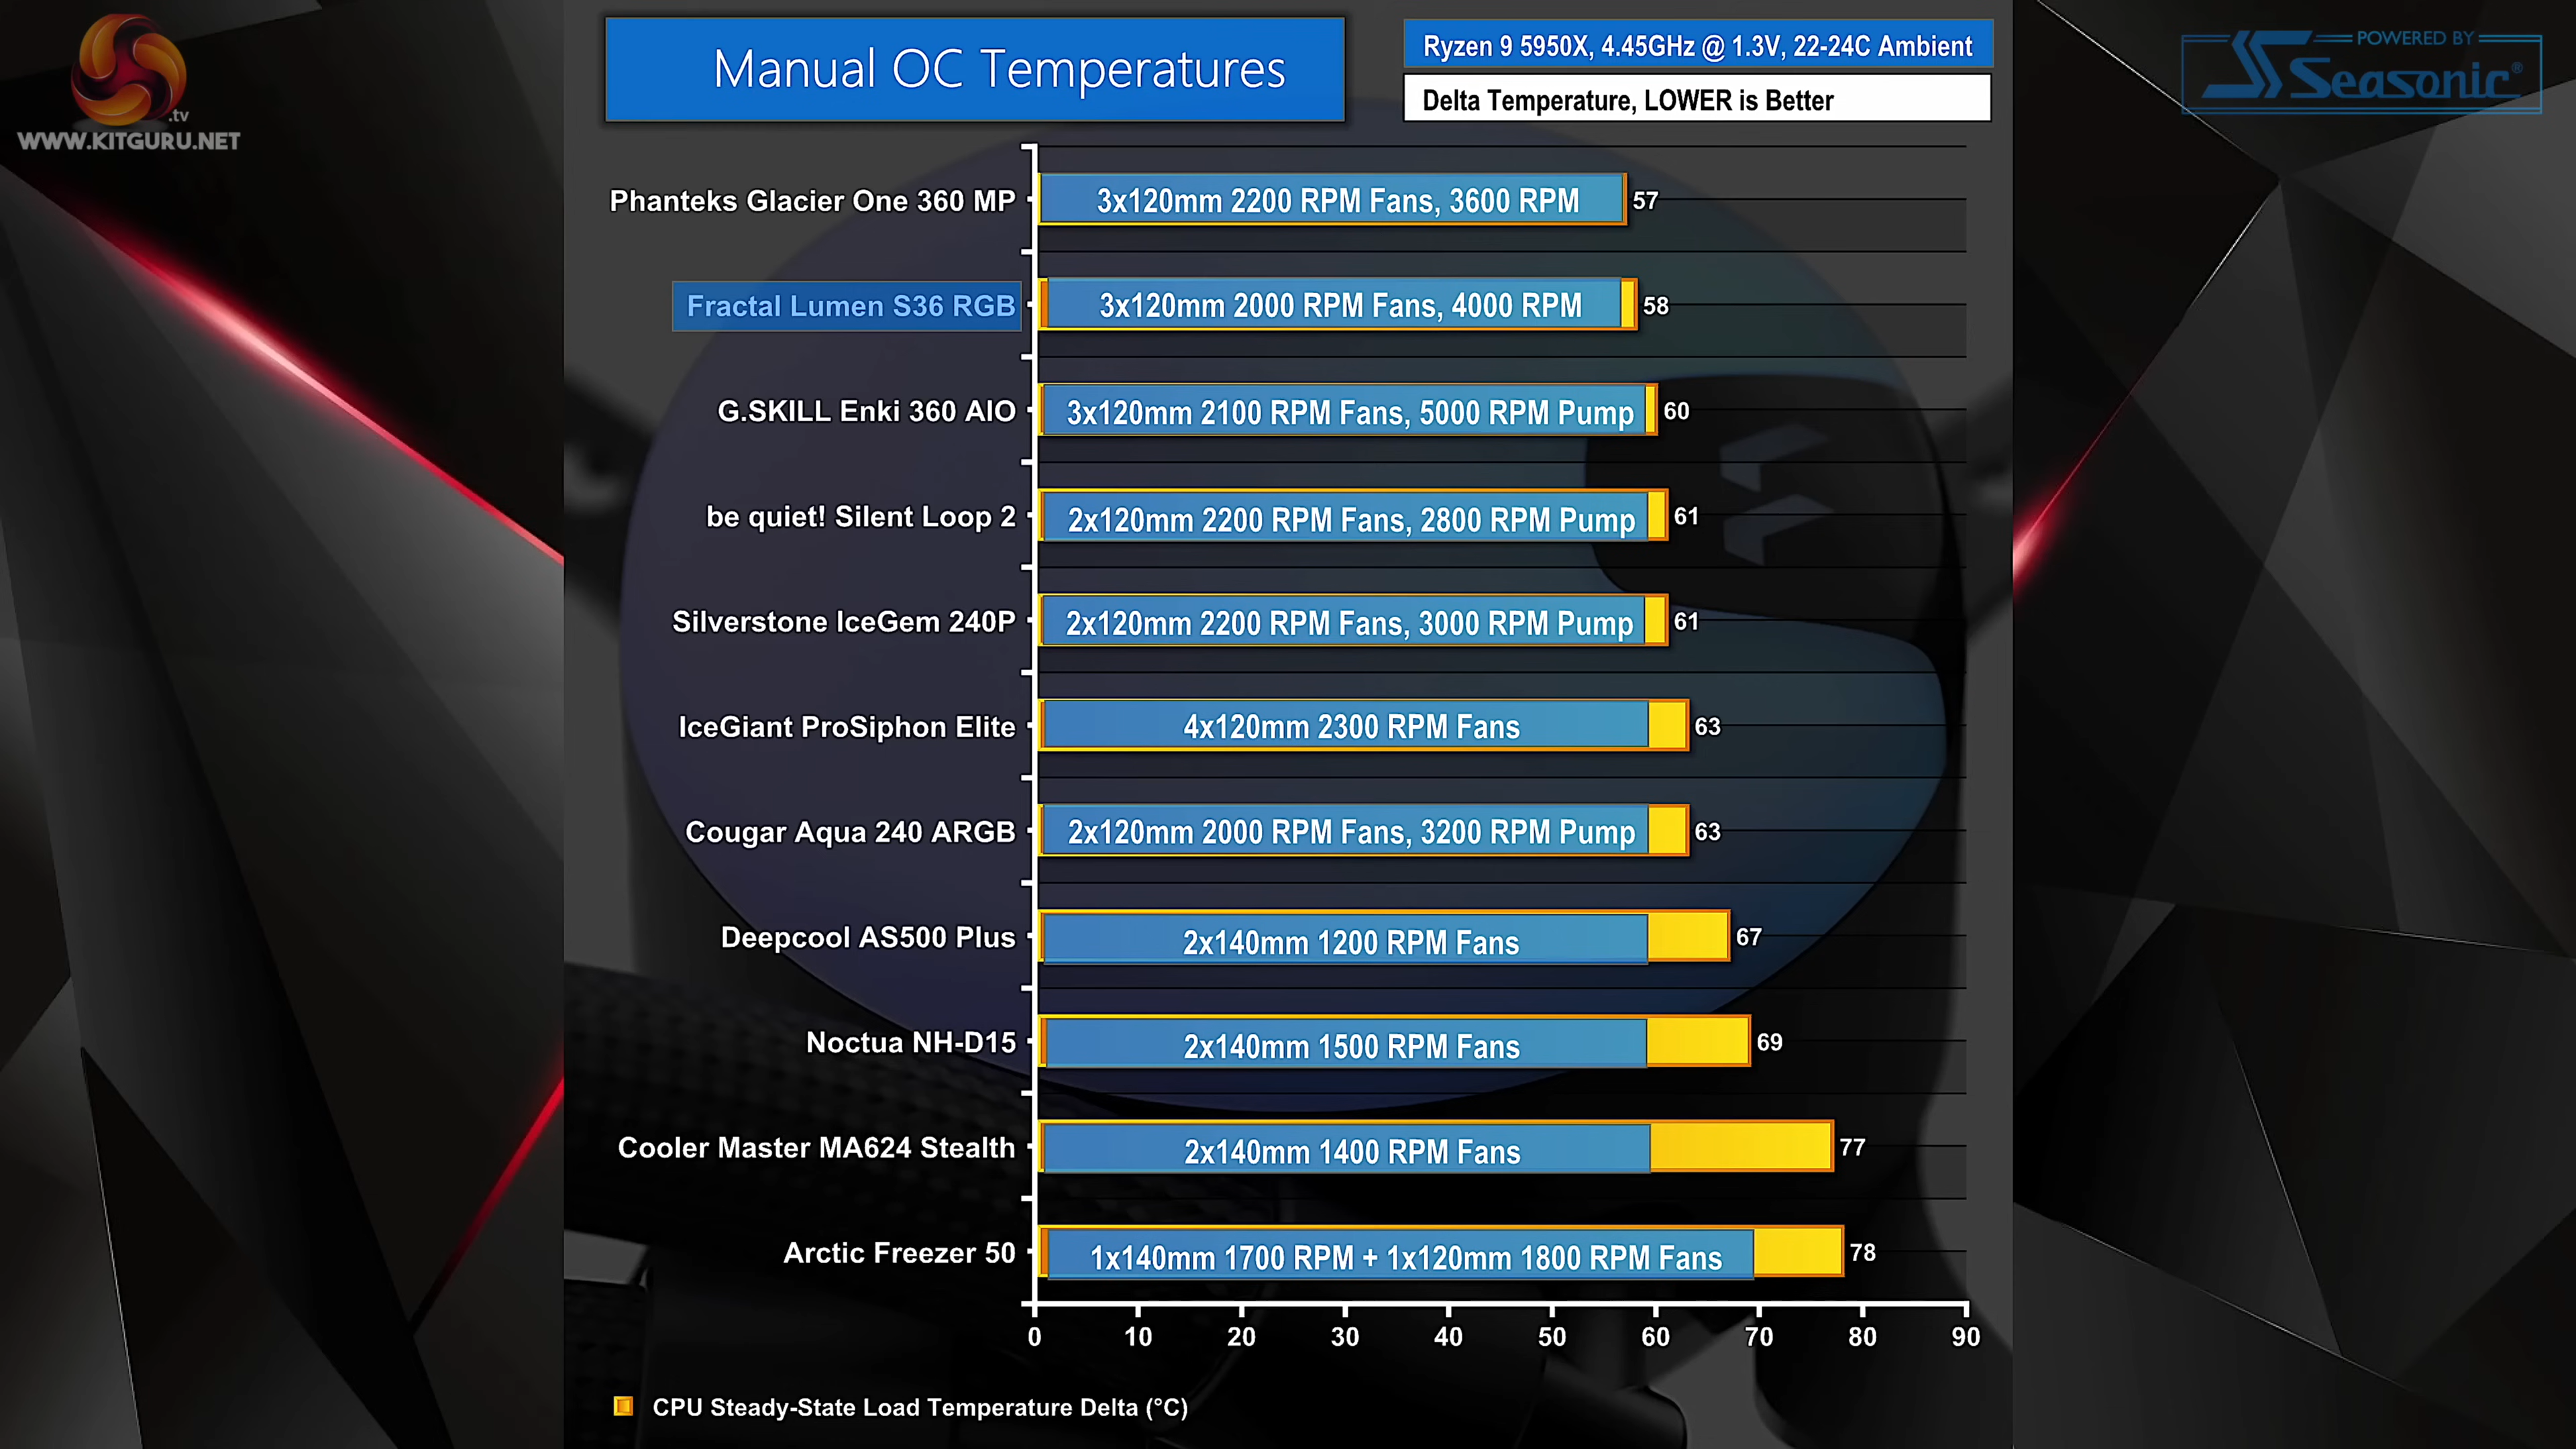 .tv
WWW.KITGURU.NET
Manual OC Temperatures
Ryzen 9 5950X, 4.45GHz @ 1.3V, 22-24C Ambient
Delta Temperature, LOWER is Better
POWERED BY
Seasonic®
Phanteks Glacier One 360 MP 3x120mm 2200 RPM Fans, 3600 RPM 57
Fractal Lumen S36 RGB 3x120mm 2000 RPM Fans, 4000 RPM 58
G.SKILL Enki 360 AIO 3x120mm 2100 RPM Fans, 5000 RPM Pump 60
be quiet! Silent Loop 2 2x120mm 2200 RPM Fans, 2800 RPM Pump 61
Silverstone IceGem 240P 2x120mm 2200 RPM Fans, 3000 RPM Pump 61
IceGiant ProSiphon Elite 4x120mm 2300 RPM Fans 63
Cougar Aqua 240 ARGB 2x120mm 2000 RPM Fans, 3200 RPM Pump 63
Deepcool AS500 Plus 2x140mm 1200 RPM Fans 67
Noctua NH-D15 2x140mm 1500 RPM Fans 69
Cooler Master MA624 Stealth 2x140mm 1400 RPM Fans 77
Arctic Freezer 50 1x140mm 1700 RPM + 1x120mm 1800 RPM Fans 78
0 10 20 30 40 50 60 70 80 90
CPU Steady-State Load Temperature Delta (°C)